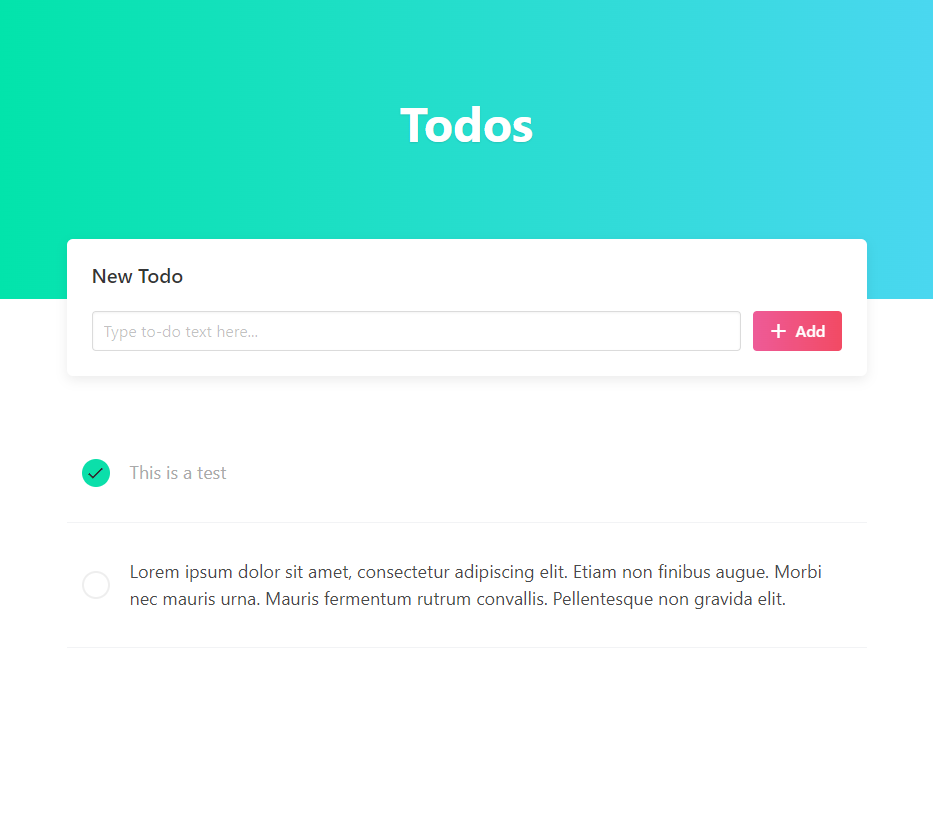 Todos
New Todo
Type to-do text here...
Add
This is a test
Lorem ipsum dolor sit amet, consectetur adipiscing elit. Etiam non finibus augue. Morbi
nec mauris urna. Mauris fermentum rutrum convallis. Pellentesque non gravida elit.